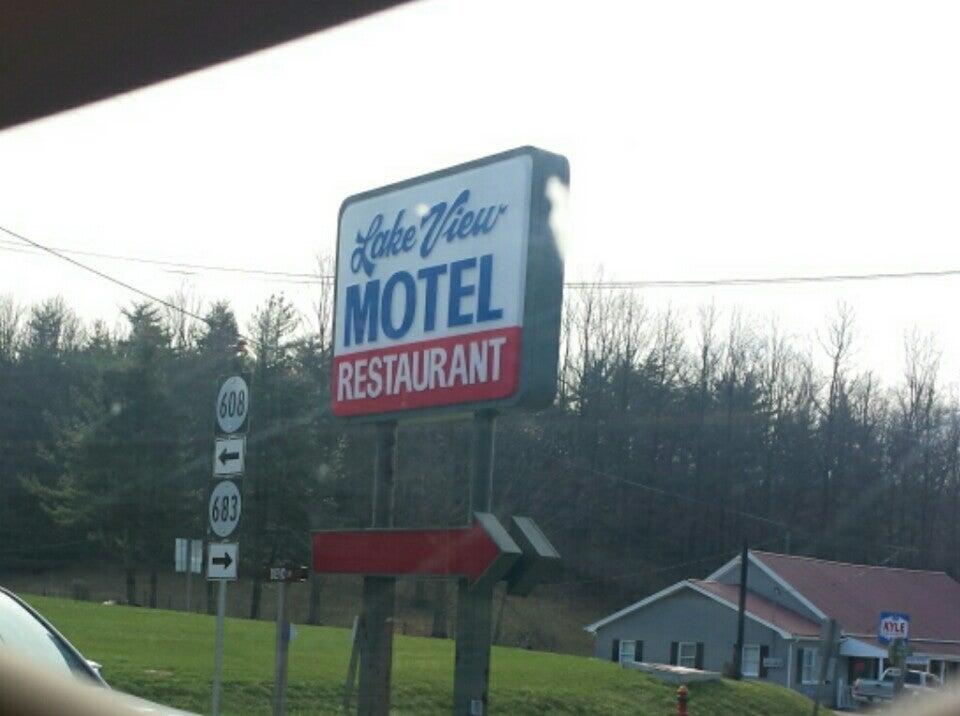 Lake View
MOTEL
RESTAURANT
608
683
KYLE